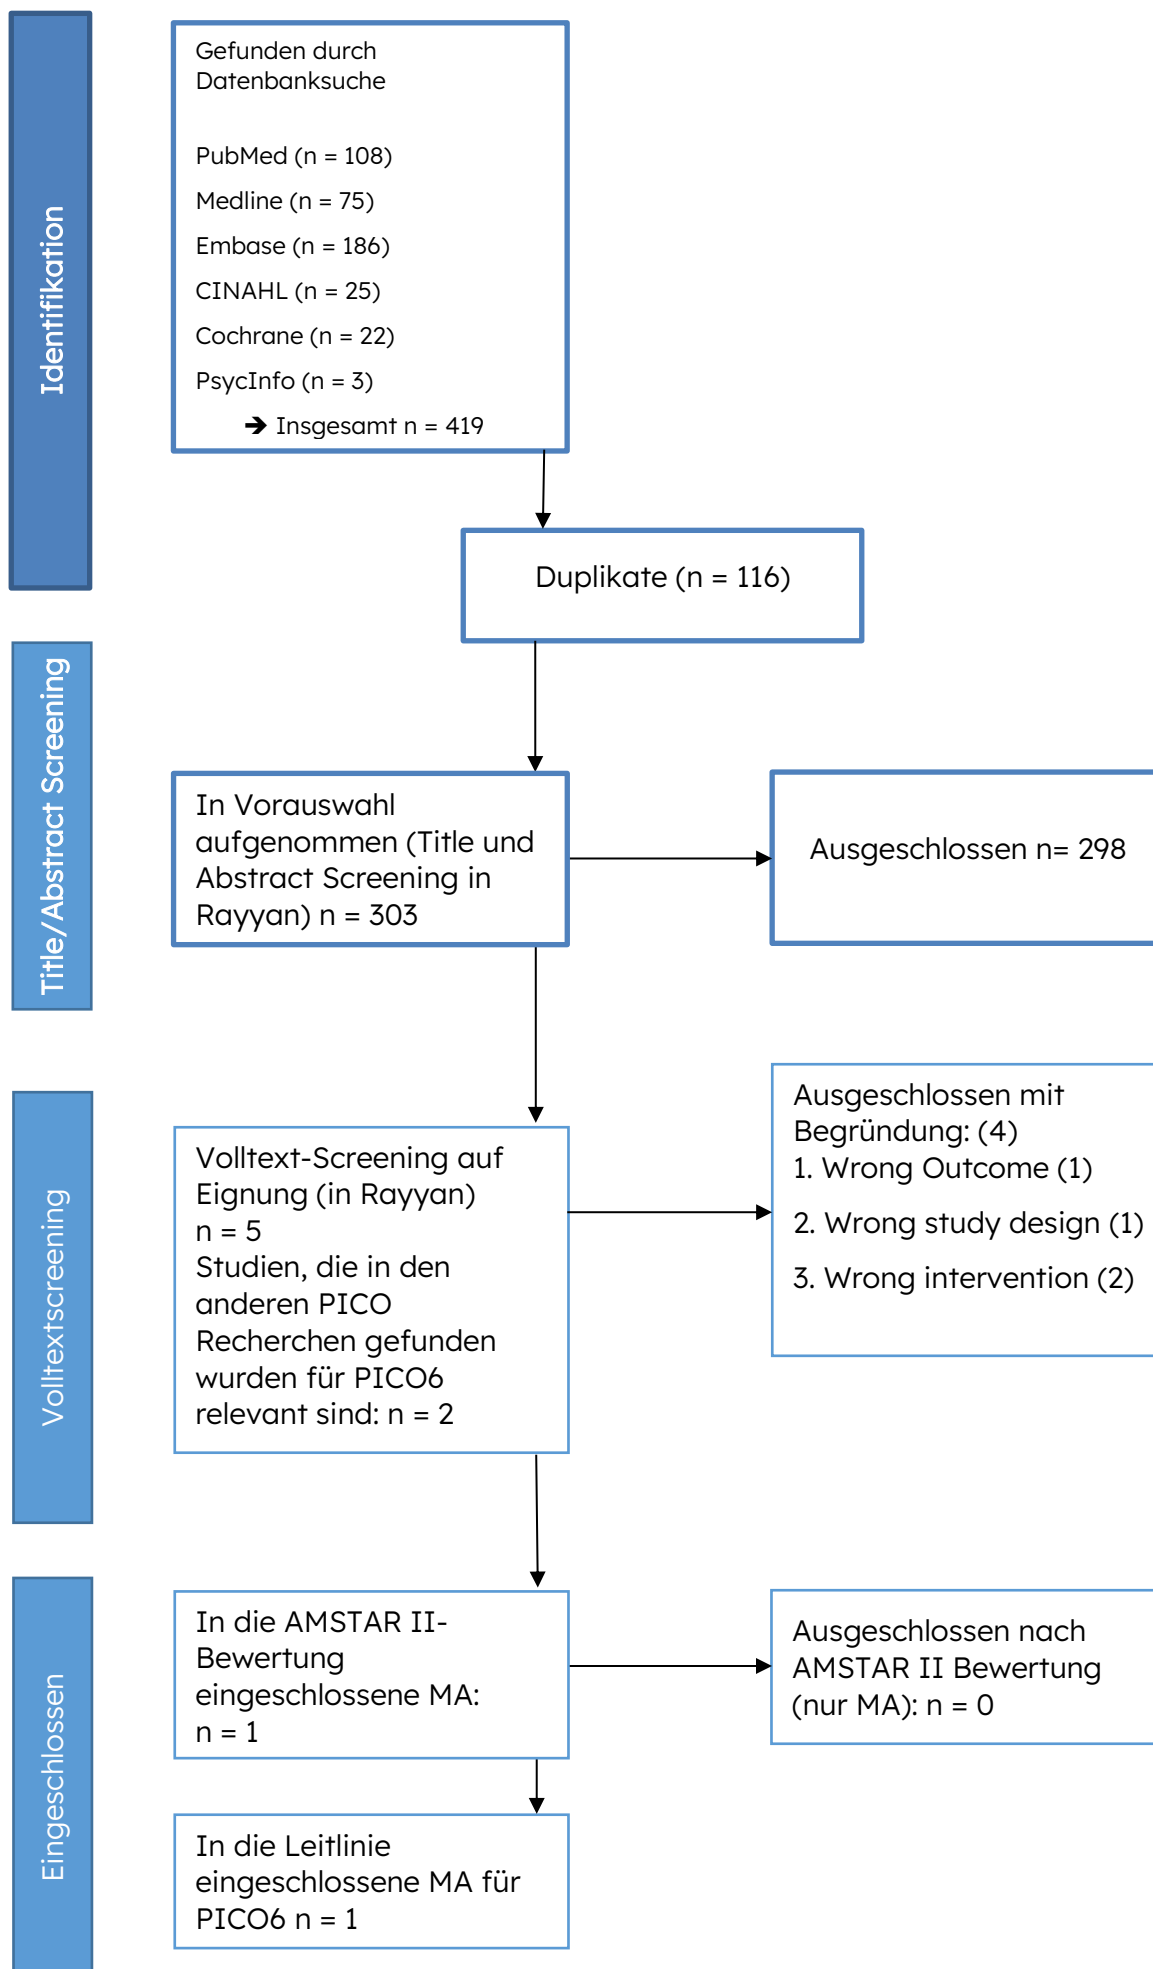 Identifikation
Gefunden durch
Datenbanksuche
PubMed (n = 108)
Medline (n = 75)
Embase (n = 186)
CINAHL (n = 25)
Cochrane (n = 22)
PsycInfo (n = 3)
➔ Insgesamt n = 419
Duplikate (n = 116)
Title/Abstract Screening
In Vorauswahl
aufgenommen (Title und
Abstract Screening in
Rayyan) n = 303
Ausgeschlossen n= 298
Volltextscreening
Volltext-Screening auf
Eignung (in Rayyan)
n = 5
Studien, die in den
anderen PICO
Recherchen gefunden
wurden für PICO6
relevant sind: n = 2
Ausgeschlossen mit
Begründung: (4)
1. Wrong Outcome (1)
2. Wrong study design (1)
3. Wrong intervention (2)
Eingeschlossen
In die AMSTAR II-
Bewertung
eingeschlossene MA:
n = 1
Ausgeschlossen nach
AMSTAR II Bewertung
(nur MA): n = 0
In die Leitlinie
eingeschlossene MA für
PICO6 n = 1